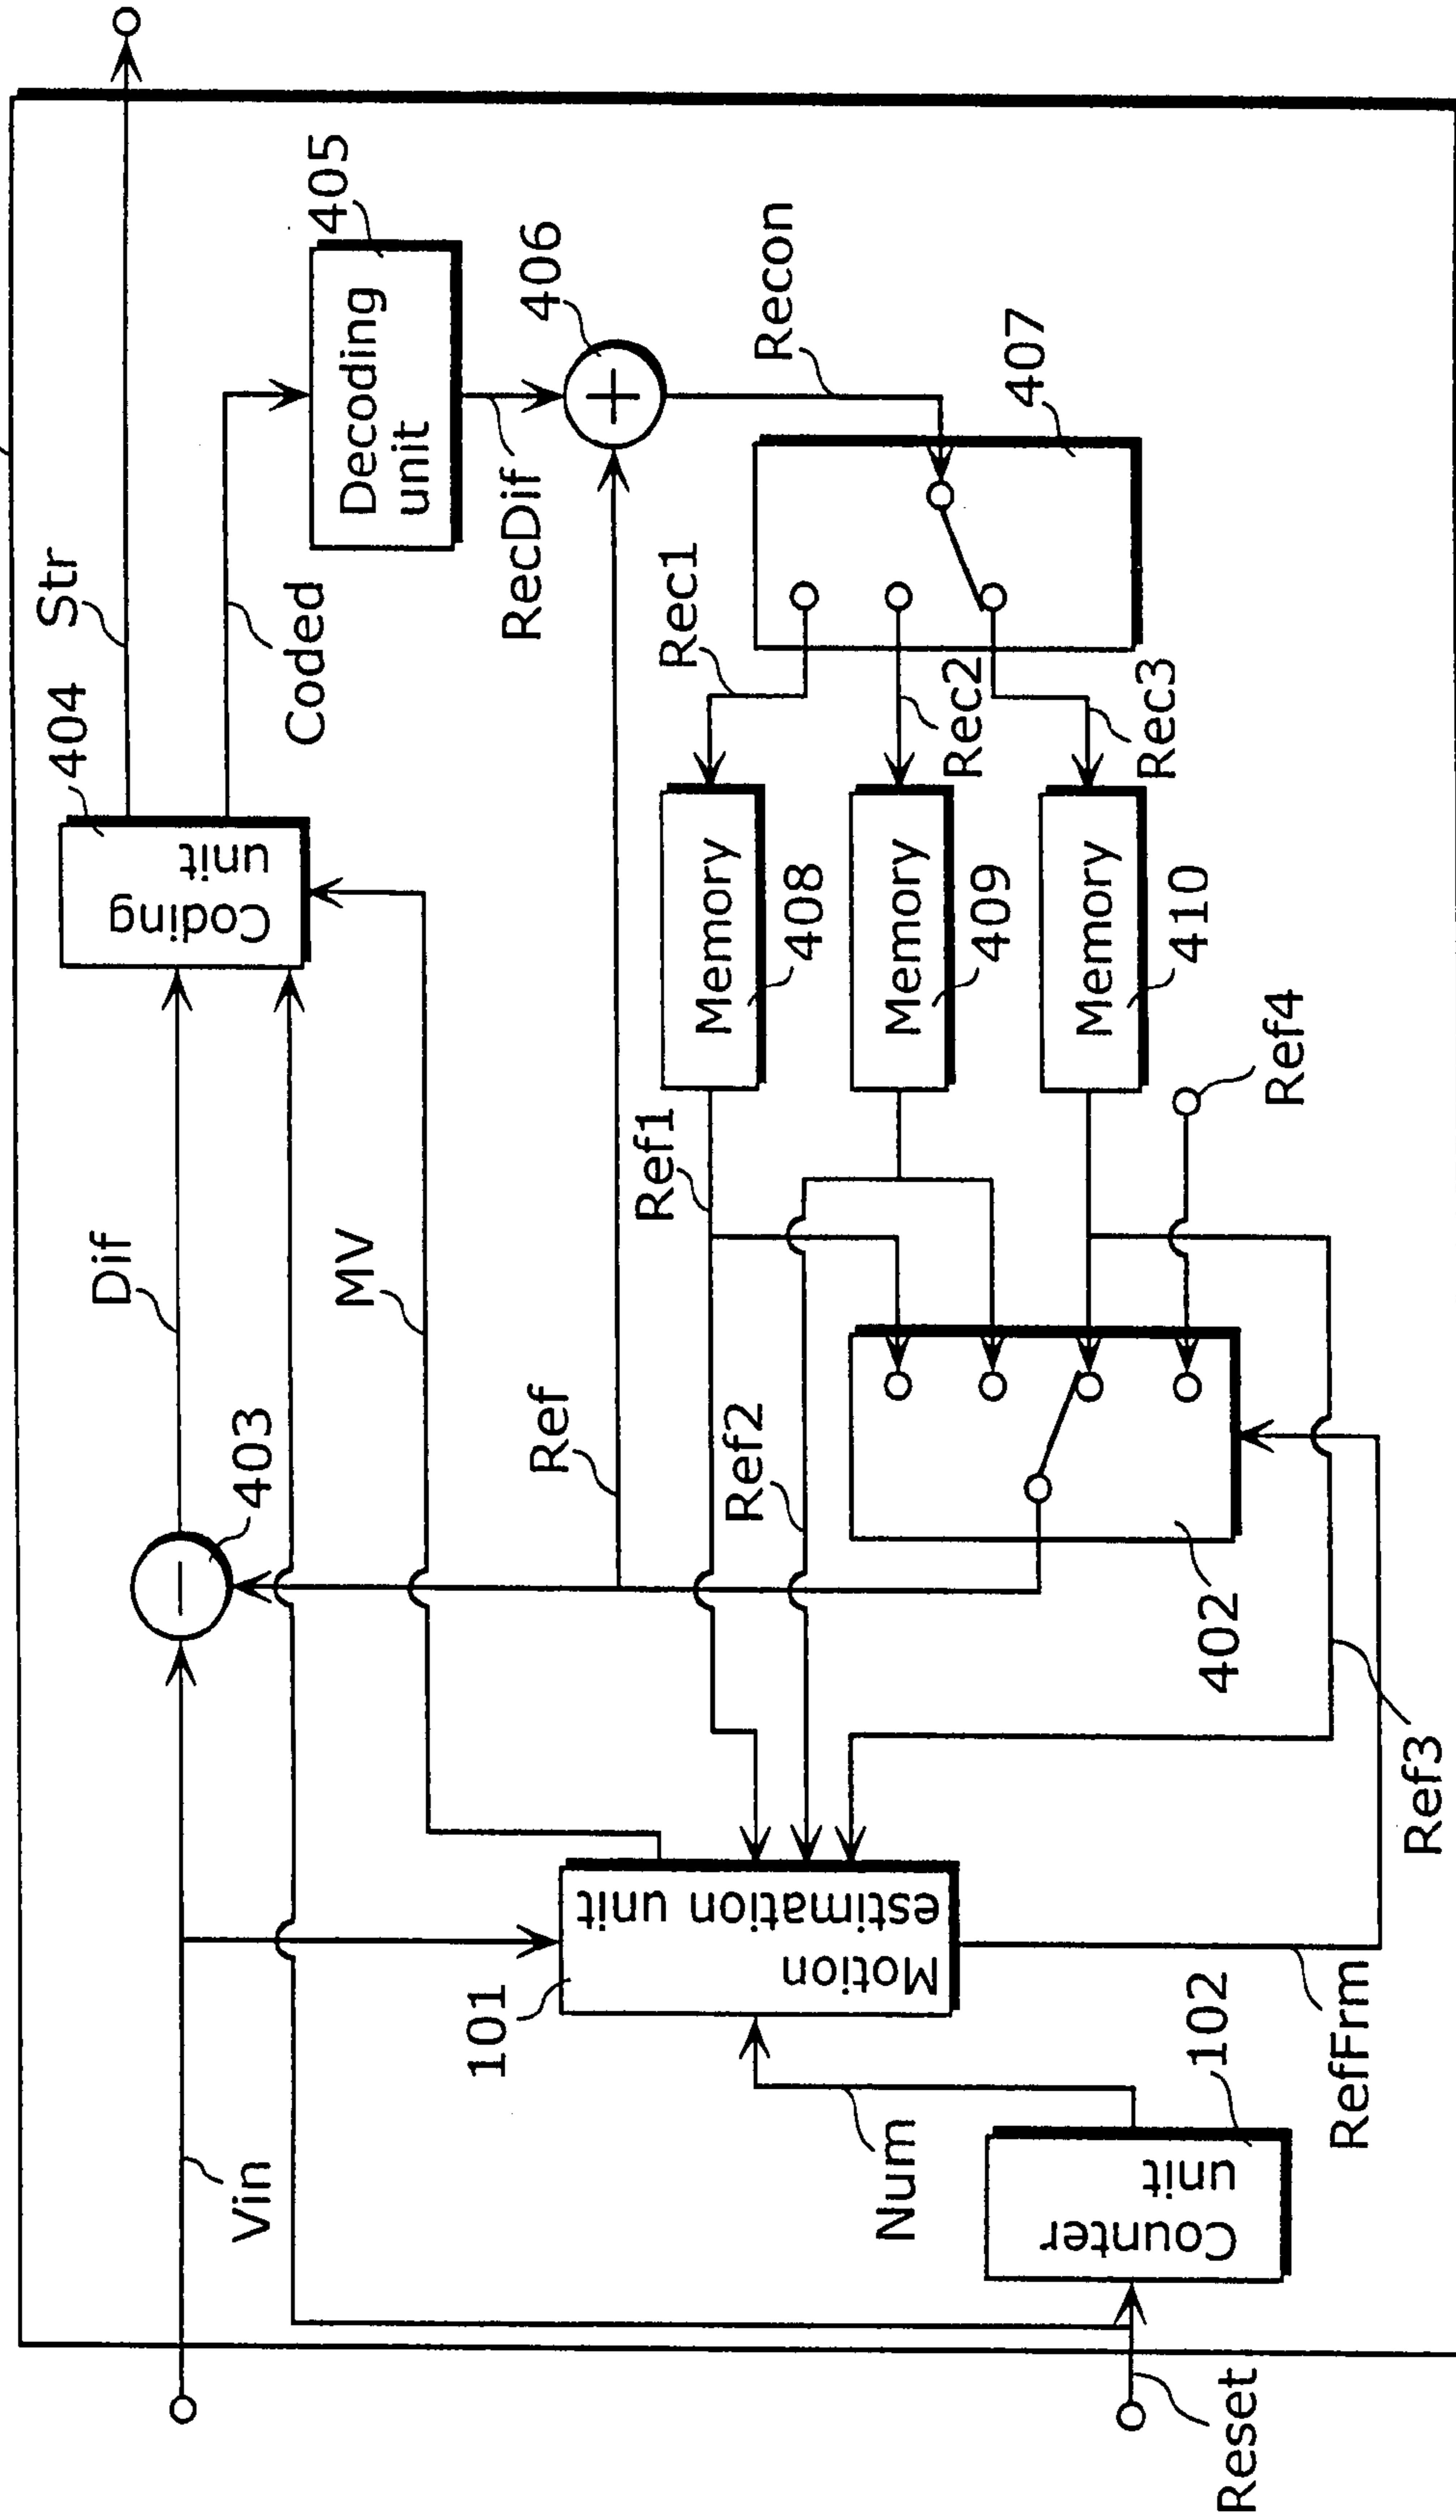 Str
404
Coding
unit
Coded
405
Decoding
unit
RecDif
406
Recon
407
Dif
403
MV
Ref
Ref1
Rec1
Memory
408
Rec2
Memory
409
Rec3
Memory
410
Ref4
Ref2
402
Ref3
Vin
101
Motion
estimation unit
Num
102
Counter
unit
RefFrm
Reset